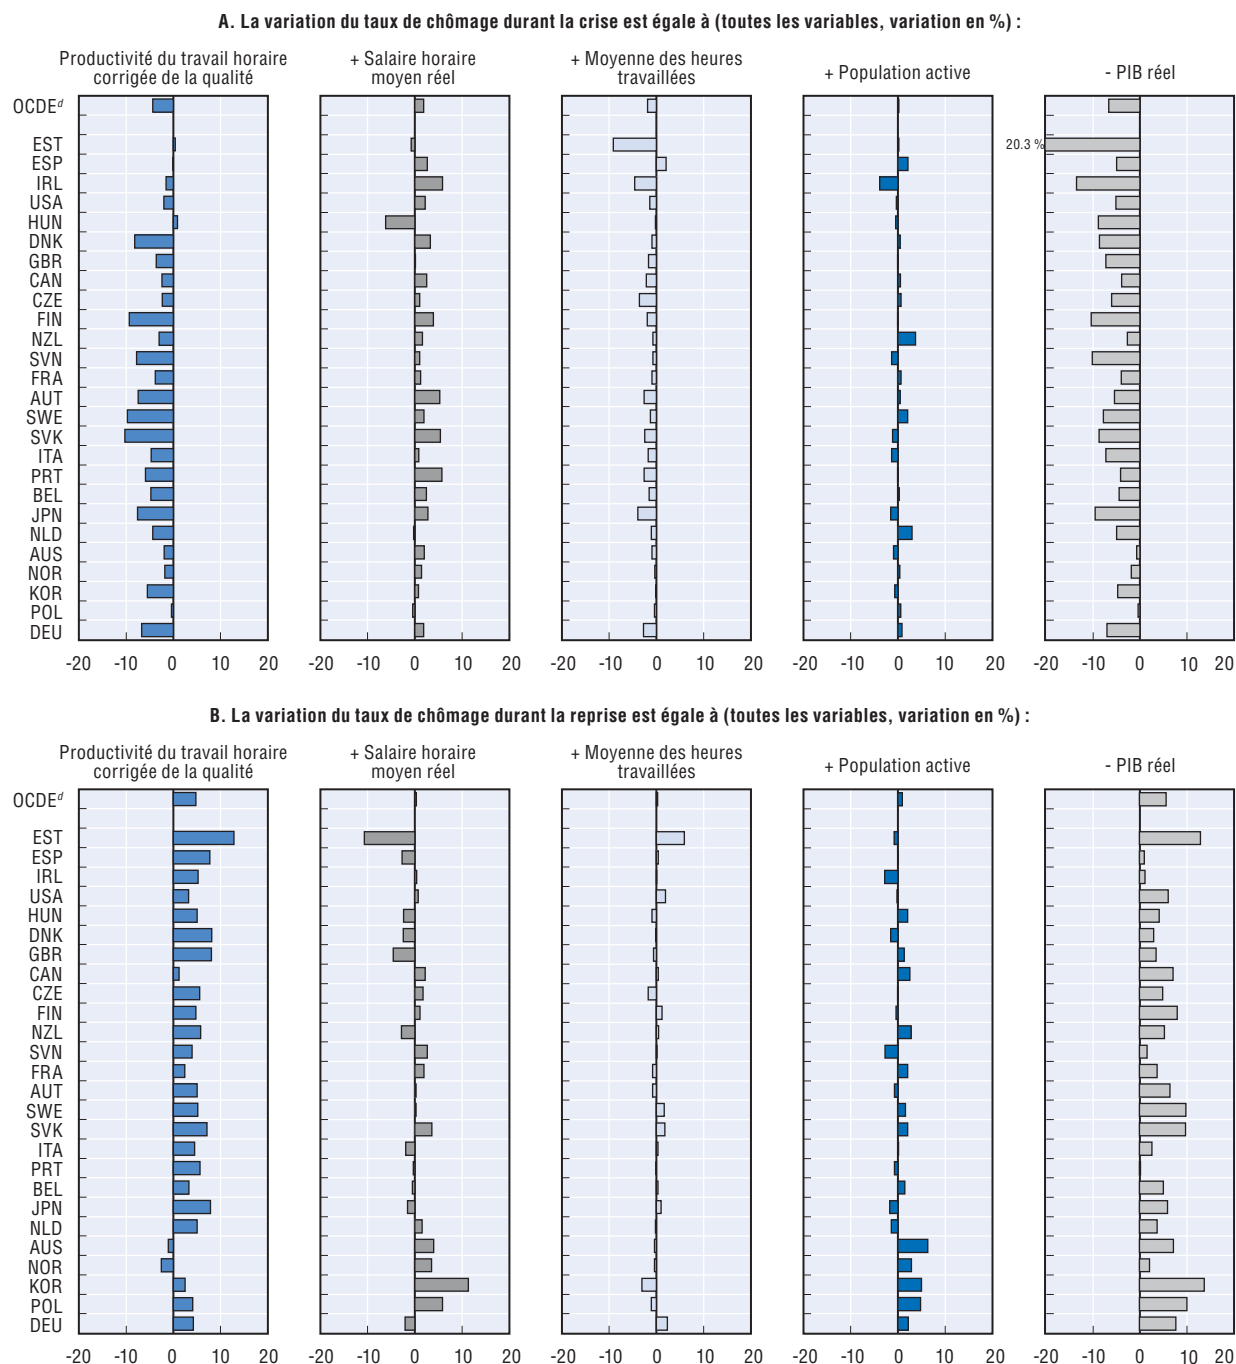 A. La variation du taux de chômage durant la crise est égale à (toutes les variables, variation en %) :
Productivité du travail horaire
corrigée de la qualité
+ Salaire horaire
moyen réel
+ Moyenne des heures
travaillées
+ Population active
- PIB réel
OCDEᵈ
EST
ESP
IRL
USA
HUN
DNK
GBR
CAN
CZE
FIN
NZL
SVN
FRA
AUT
SWE
SVK
ITA
PRT
BEL
JPN
NLD
AUS
NOR
KOR
POL
DEU
20.3 %
-20 -10 0 10 20
-20 -10 0 10 20
-20 -10 0 10 20
-20 -10 0 10 20
-20 -10 0 10 20
B. La variation du taux de chômage durant la reprise est égale à (toutes les variables, variation en %) :
Productivité du travail horaire
corrigée de la qualité
+ Salaire horaire
moyen réel
+ Moyenne des heures
travaillées
+ Population active
- PIB réel
OCDEᵈ
EST
ESP
IRL
USA
HUN
DNK
GBR
CAN
CZE
FIN
NZL
SVN
FRA
AUT
SWE
SVK
ITA
PRT
BEL
JPN
NLD
AUS
NOR
KOR
POL
DEU
-20 -10 0 10 20
-20 -10 0 10 20
-20 -10 0 10 20
-20 -10 0 10 20
-20 -10 0 10 20